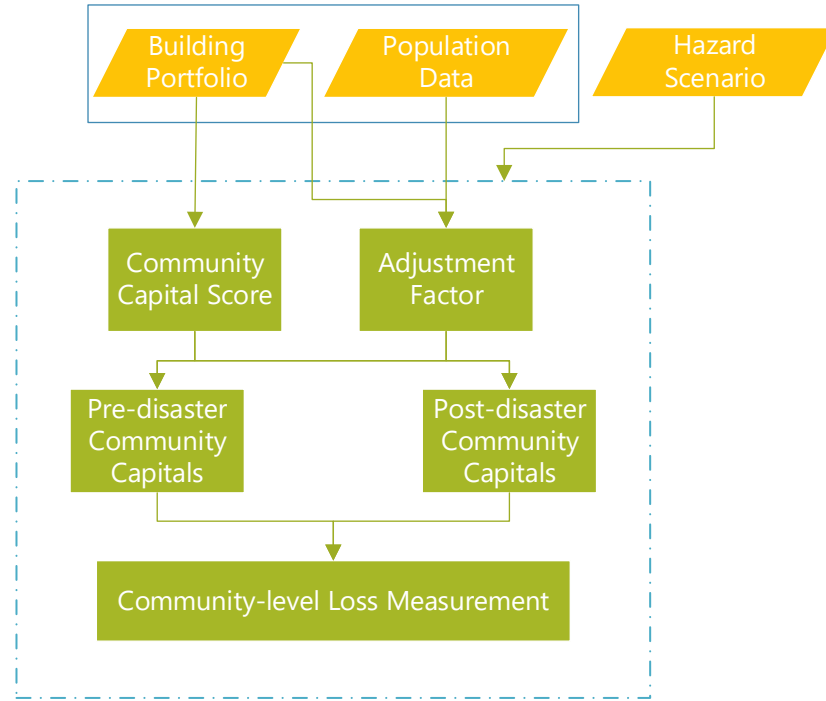 Building
Portfolio
Population
Data
Hazard
Scenario
Community
Capital Score
Adjustment
Factor
Pre-disaster
Community
Capitals
Post-disaster
Community
Capitals
Community-level Loss Measurement